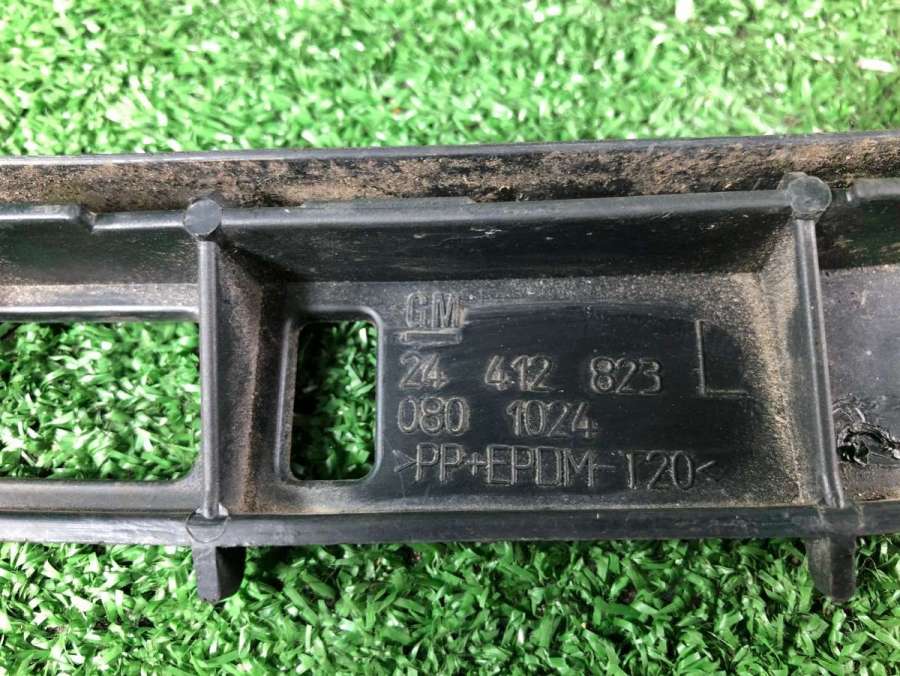 GM
24 412 823 L
080 1024
>PP+EPDM-T20<